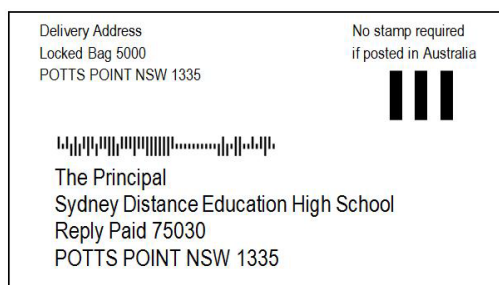 Delivery Address
Locked Bag 5000
POTTS POINT NSW 1335
No stamp required
if posted in Australia
The Principal
Sydney Distance Education High School
Reply Paid 75030
POTTS POINT NSW 1335